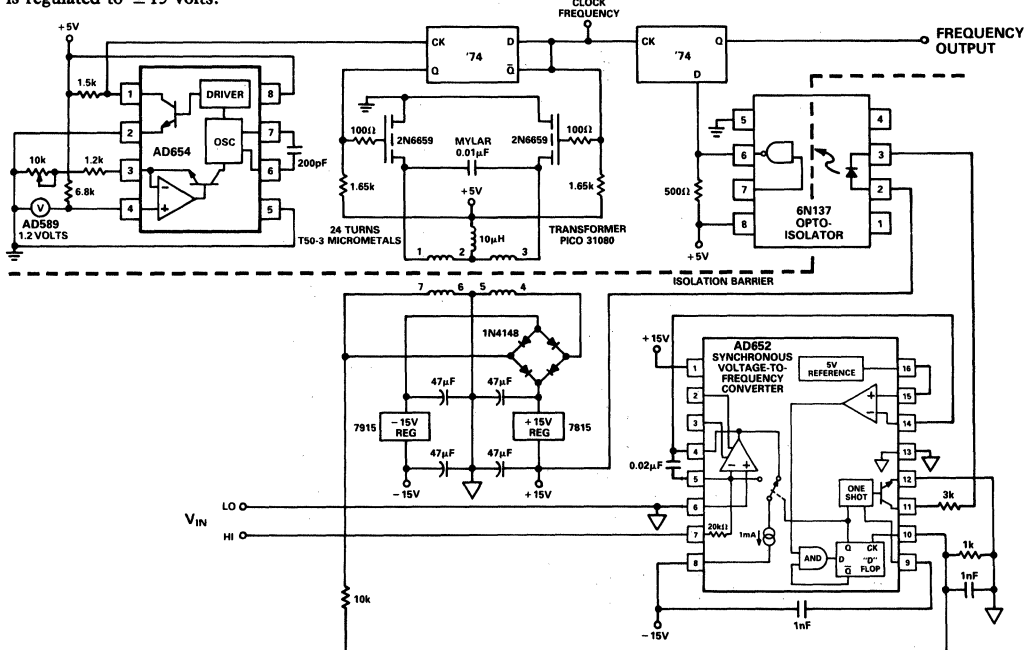 is regulated to ±15 volts.
CLOCK
FREQUENCY
+5V
CK
D
Q
Q̅
'74
CK
Q
'74
D
FREQUENCY
OUTPUT
1.5k
1
2
3
4
8
7
6
5
DRIVER
OSC
AD654
200pF
10k
1.2k
6.8k
V
AD589
1.2 VOLTS
100Ω
2N6659
MYLAR
0.01µF
2N6659
100Ω
1.65k
+5V
1.65k
24 TURNS
T50-3 MICROMETALS
10µH
TRANSFORMER
PICO 31080
1
2
3
500Ω
+5V
5
6
7
8
4
3
2
1
6N137
OPTO-
ISOLATOR
ISOLATION BARRIER
7
6
5
4
1N4148
47µF
47µF
7915
−15V
REG
+15V
REG
7815
47µF
47µF
−15V
+15V
VIN
LO
HI
10k
+15V
AD652
SYNCHRONOUS
VOLTAGE-TO-
FREQUENCY
CONVERTER
5V
REFERENCE
1
2
3
4
5
6
7
8
16
15
14
13
12
11
10
9
0.02µF
20kΩ
1mA
ONE
SHOT
AND
Q
CK
D
"D"
Q̅
FLOP
3k
1k
1nF
1nF
−15V